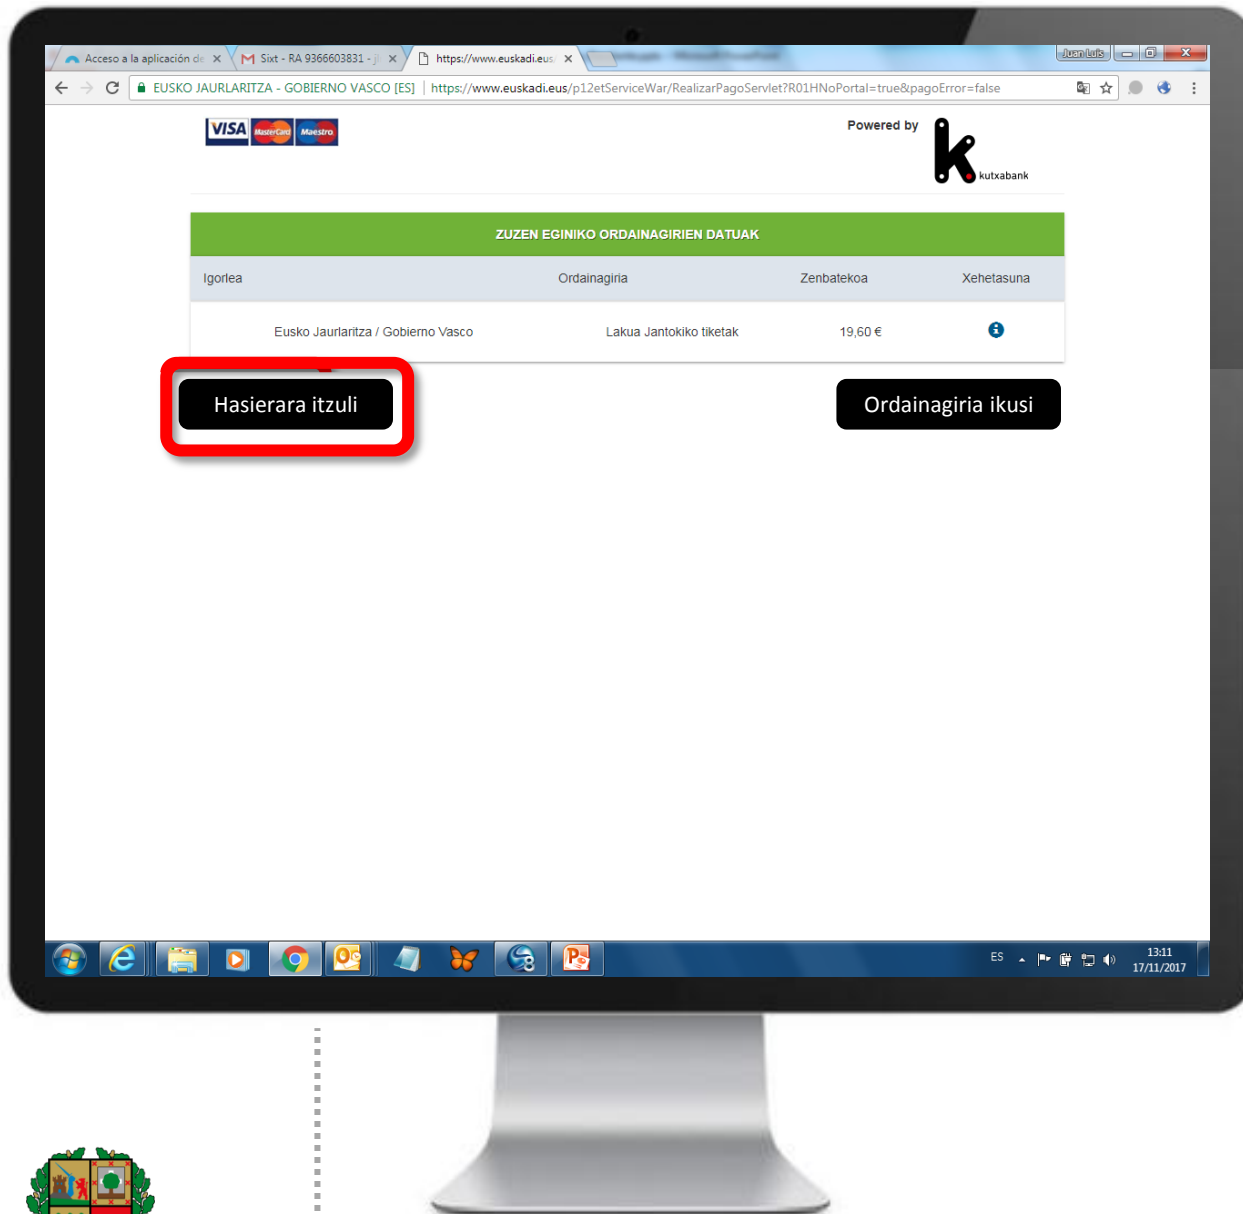 Acceso a la aplicación de
Sixt - RA 9366603831 - j
https://www.euskadi.eus
Juan Luis
EUSKO JAURLARITZA - GOBIERNO VASCO [ES] https://www.euskadi.eus/p12etServiceWar/RealizarPagoServlet?R01HNoPortal=true&pagoError=false
VISA MasterCard Maestro
Powered by
k kutxabank
ZUZEN EGINIKO ORDAINAGIRIEN DATUAK
Igorlea Ordainagiria Zenbatekoa Xehetasuna
Eusko Jaurlaritza / Gobierno Vasco Lakua Jantokiko tiketak 19,60 €
Hasierara itzuli Ordainagiria ikusi
ES 13:11
17/11/2017